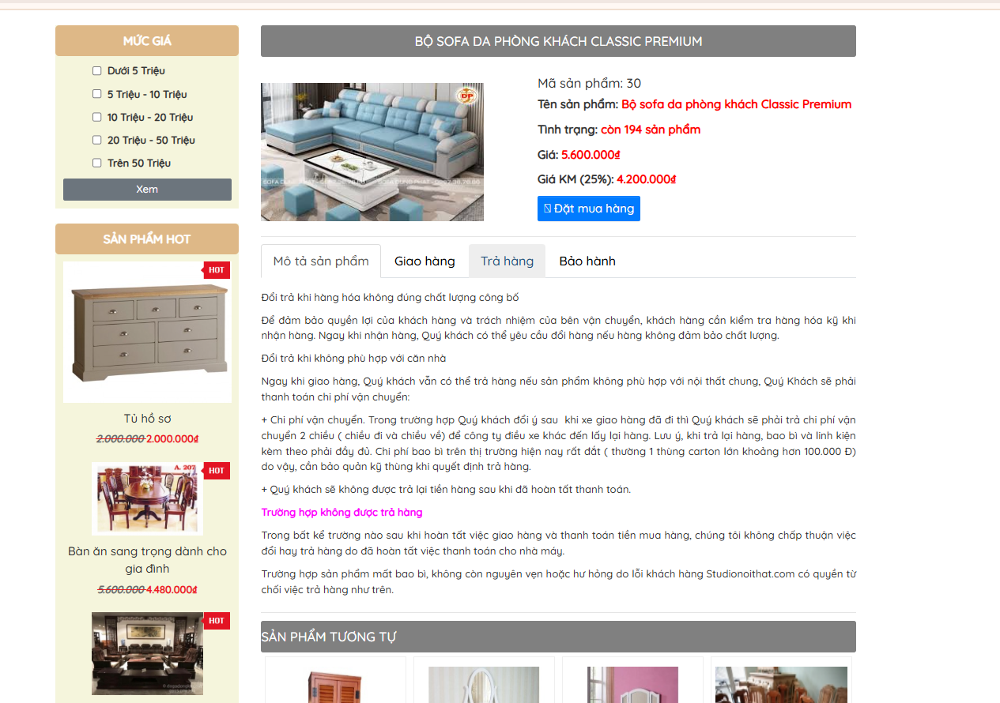 MỨC GIÁ
Dưới 5 Triệu
5 Triệu - 10 Triệu
10 Triệu - 20 Triệu
20 Triệu - 50 Triệu
Trên 50 Triệu
Xem
SẢN PHẨM HOT
HOT
Tủ hồ sơ
2.000.000 2.000.000₫
A. 207
HOT
Bàn ăn sang trọng dành cho
gia đình
5.600.000 4.480.000₫
HOT
BỘ SOFA DA PHÒNG KHÁCH CLASSIC PREMIUM
DP
Mã sản phẩm: 30
Tên sản phẩm: Bộ sofa da phòng khách Classic Premium
Tình trạng: còn 194 sản phẩm
Giá: 5.600.000₫
Giá KM (25%): 4.200.000₫
Đặt mua hàng
Mô tả sản phẩm
Giao hàng
Trả hàng
Bảo hành
Đổi trả khi hàng hóa không đúng chất lượng công bố
Để đảm bảo quyền lợi của khách hàng và trách nhiệm của bên vận chuyển, khách hàng cần kiểm tra hàng hóa kỹ khi
nhận hàng. Ngay khi nhận hàng, Quý khách có thể yêu cầu đổi hàng nếu hàng không đảm bảo chất lượng.
Đổi trả khi không phù hợp với căn nhà
Ngay khi giao hàng, Quý khách vẫn có thể trả hàng nếu sản phẩm không phù hợp với nội thất chung, Quý Khách sẽ phải
thanh toán chi phí vận chuyển:
+ Chi phí vận chuyển. Trong trường hợp Quý khách đổi ý sau khi xe giao hàng đã đi thì Quý khách sẽ phải trả chi phí vận
chuyển 2 chiều ( chiều đi và chiều về) để công ty điều xe khác đến lấy lại hàng. Lưu ý, khi trả lại hàng, bao bì và linh kiện
kèm theo phải đầy đủ. Chi phí bao bì trên thị trường hiện nay rất đắt ( thường 1 thùng carton lớn khoảng hơn 100.000 Đ)
do vậy, cần bảo quản kỹ thùng khi quyết định trả hàng.
+ Quý khách sẽ không được trả lại tiền hàng sau khi đã hoàn tất thanh toán.
Trường hợp không được trả hàng
Trong bất kể trường nào sau khi hoàn tất việc giao hàng và thanh toán tiền mua hàng, chúng tôi không chấp thuận việc
đổi hay trả hàng do đã hoàn tất việc thanh toán cho nhà máy.
Trường hợp sản phẩm mất bao bì, không còn nguyên vẹn hoặc hư hỏng do lỗi khách hàng Studionoithat.com có quyền từ
chối việc trả hàng như trên.
SẢN PHẨM TƯƠNG TỰ